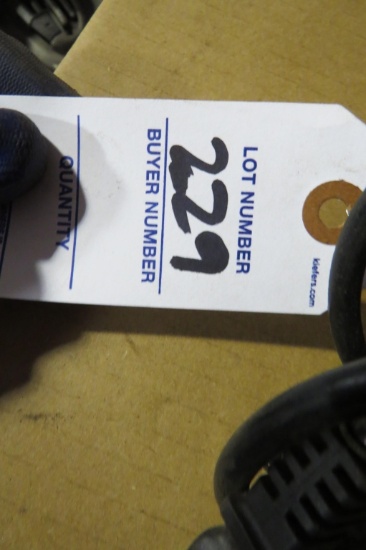 kiefers.com
LOT NUMBER
229
BUYER NUMBER
QUANTITY